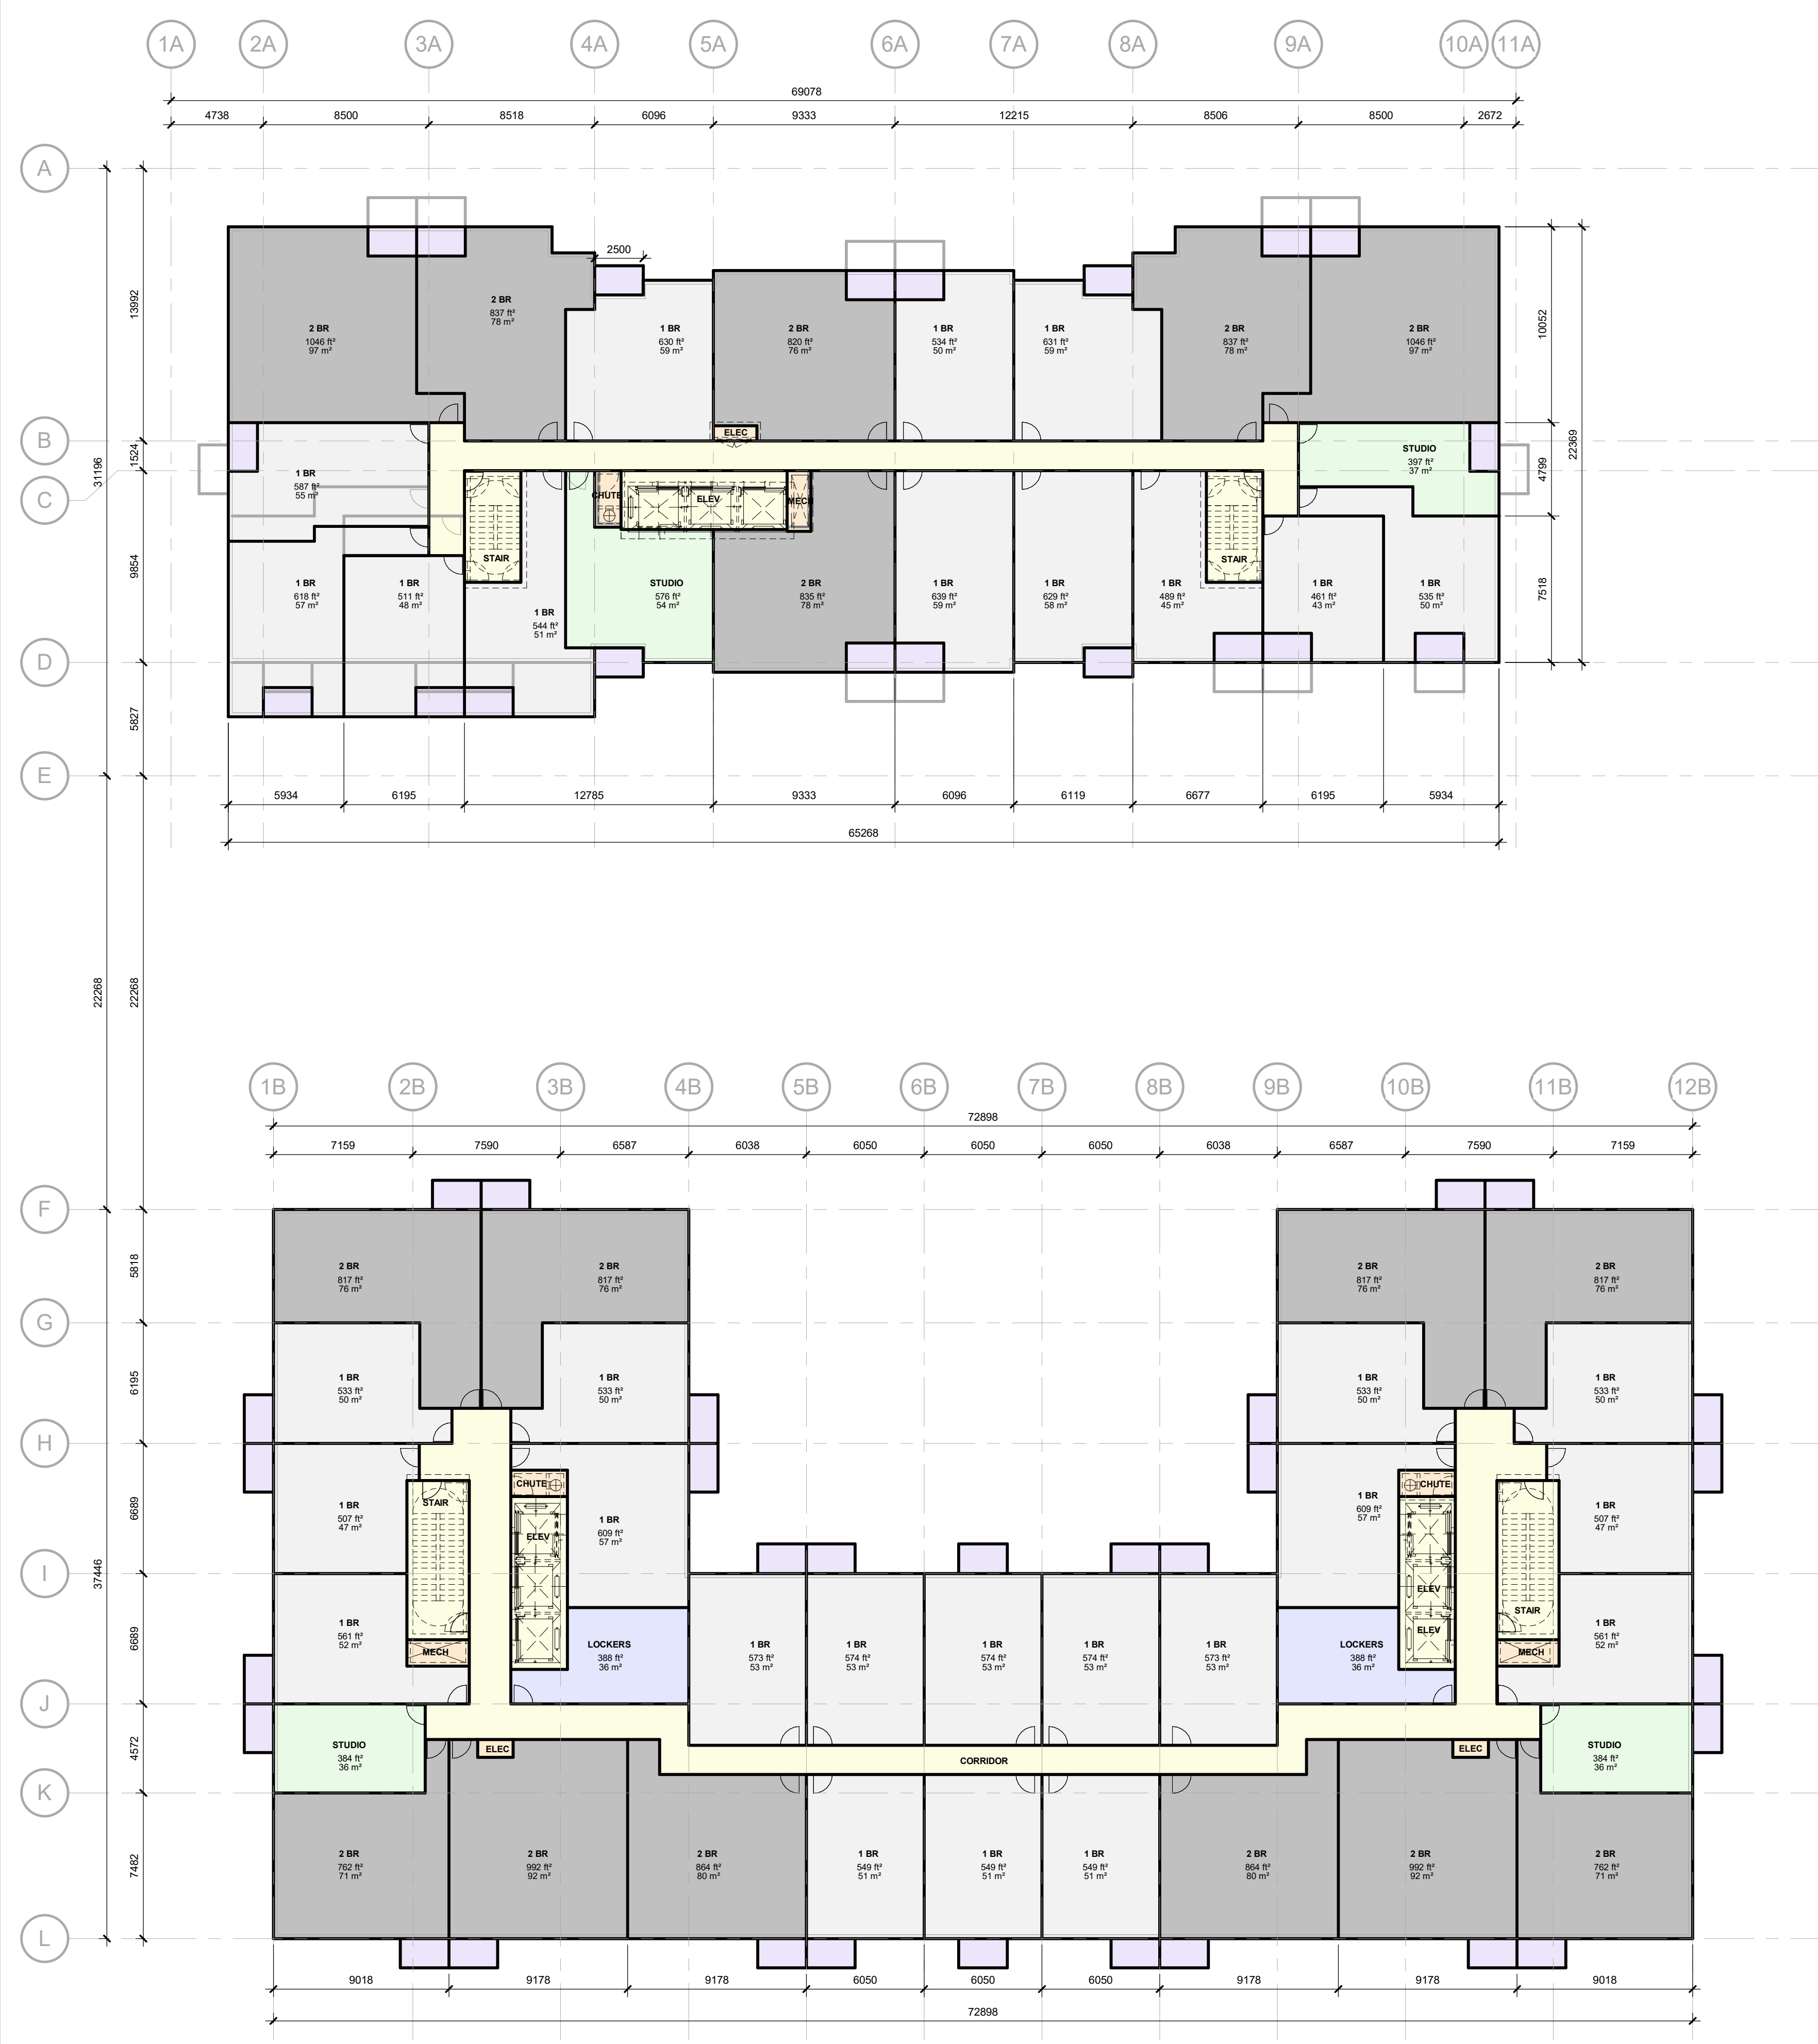 1A 2A 3A 4A 5A 6A 7A 8A 9A 10A 11A
69078
4738 8500 8518 6096 9333 12215 8506 8500 2672
A
2500
13992
10052
2 BR
837 ft²
78 m²
2 BR
1046 ft²
97 m²
1 BR
630 ft²
59 m²
2 BR
820 ft²
76 m²
1 BR
534 ft²
50 m²
1 BR
631 ft²
59 m²
2 BR
837 ft²
78 m²
2 BR
1046 ft²
97 m²
B
ELEC
1524
22369
31196
STUDIO
397 ft²
37 m²
4799
C
1 BR
587 ft²
55 m²
CHUTE
ELEV
MECH
STAIR
STAIR
9854
7518
1 BR
618 ft²
57 m²
1 BR
511 ft²
48 m²
1 BR
544 ft²
51 m²
STUDIO
576 ft²
54 m²
2 BR
835 ft²
78 m²
1 BR
639 ft²
59 m²
1 BR
629 ft²
58 m²
1 BR
489 ft²
45 m²
1 BR
461 ft²
43 m²
1 BR
535 ft²
50 m²
D
5827
E
5934 6195 12785 9333 6096 6119 6677 6195 5934
65268
22268 22268
1B 2B 3B 4B 5B 6B 7B 8B 9B 10B 11B 12B
72898
7159 7590 6587 6038 6050 6050 6050 6038 6587 7590 7159
F
5818
2 BR
817 ft²
76 m²
2 BR
817 ft²
76 m²
2 BR
817 ft²
76 m²
2 BR
817 ft²
76 m²
G
6195
1 BR
533 ft²
50 m²
1 BR
533 ft²
50 m²
1 BR
533 ft²
50 m²
1 BR
533 ft²
50 m²
H
6689
CHUTE
CHUTE
STAIR
1 BR
507 ft²
47 m²
ELEV
1 BR
609 ft²
57 m²
1 BR
609 ft²
57 m²
1 BR
507 ft²
47 m²
37446
I
ELEV
STAIR
ELEV
6689
1 BR
561 ft²
52 m²
MECH
LOCKERS
388 ft²
36 m²
1 BR
573 ft²
53 m²
1 BR
574 ft²
53 m²
1 BR
574 ft²
53 m²
1 BR
574 ft²
53 m²
1 BR
573 ft²
53 m²
LOCKERS
388 ft²
36 m²
MECH
1 BR
561 ft²
52 m²
J
4572
STUDIO
384 ft²
36 m²
ELEC
CORRIDOR
ELEC
STUDIO
384 ft²
36 m²
K
7482
2 BR
762 ft²
71 m²
2 BR
992 ft²
92 m²
2 BR
864 ft²
80 m²
1 BR
549 ft²
51 m²
1 BR
549 ft²
51 m²
1 BR
549 ft²
51 m²
2 BR
864 ft²
80 m²
2 BR
992 ft²
92 m²
2 BR
762 ft²
71 m²
L
9018 9178 9178 6050 6050 6050 9178 9178 9018
72898